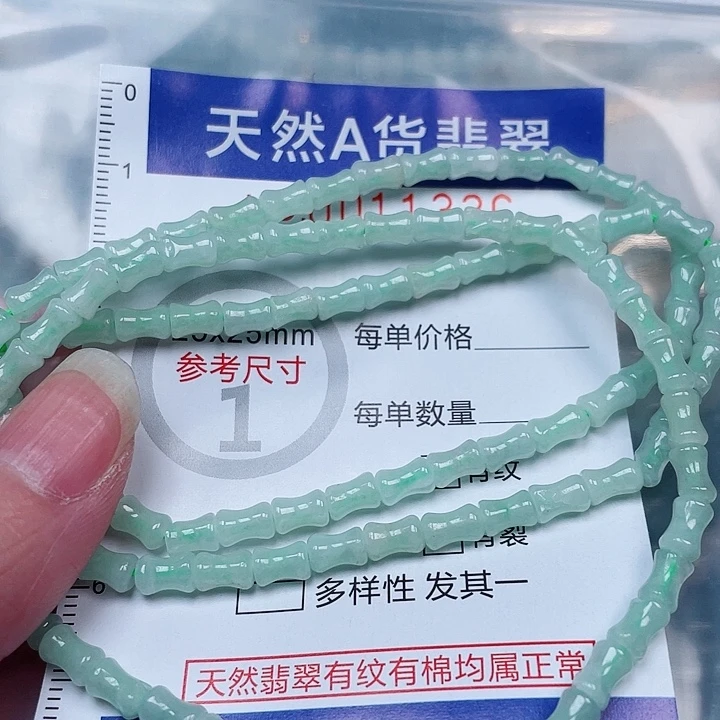 0
天然A货翡翠
1
25mm
每单价格
参考尺寸
1
每单数量
有纹
有裂
6
多样性 发其一
天然翡翠有纹有棉均属正常